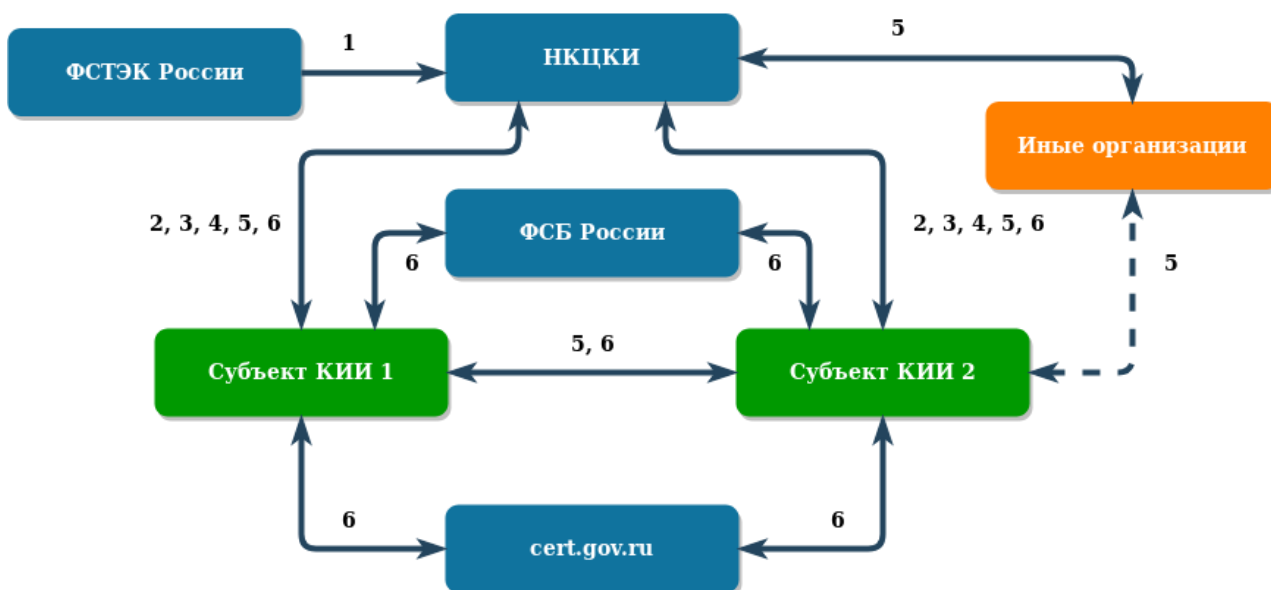 1
НКЦКИ
5
ФСТЭК России
Иные организации
2, 3, 4, 5, 6
ФСБ России
2, 3, 4, 5, 6
6
6
5
Субъект КИИ 1
5, 6
Субъект КИИ 2
6
cert.gov.ru
6